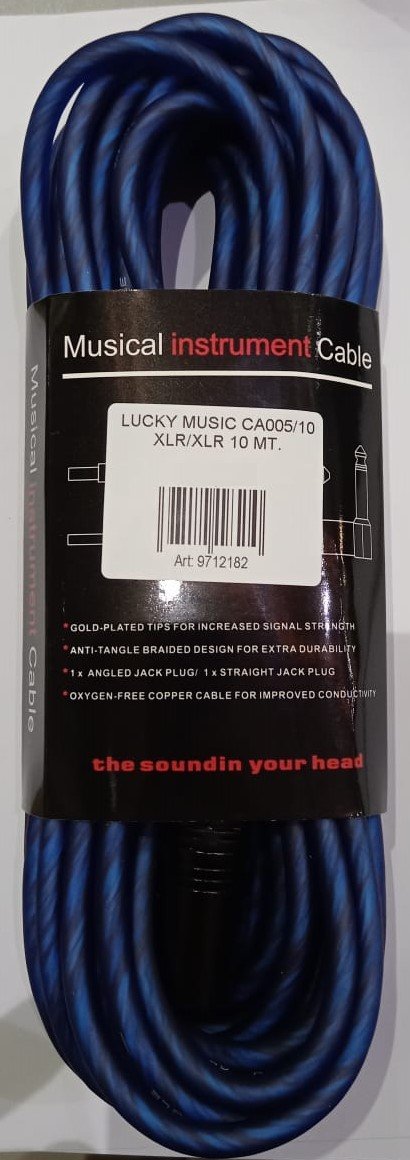 Musical instrument Cable
LUCKY MUSIC CA005/10
XLR/XLR 10 MT.
Art: 9712182
*GOLD-PLATED TIPS FOR INCREASED SIGNAL STRENGTH
*ANTI-TANGLE BRAIDED DESIGN FOR EXTRA DURABILITY
*1 x ANGLED JACK PLUG/ 1 x STRAIGHT JACK PLUG
*OXYGEN-FREE COPPER CABLE FOR IMPROVED CONDUCTIVITY
the soundin your head
Musical instrument Cable